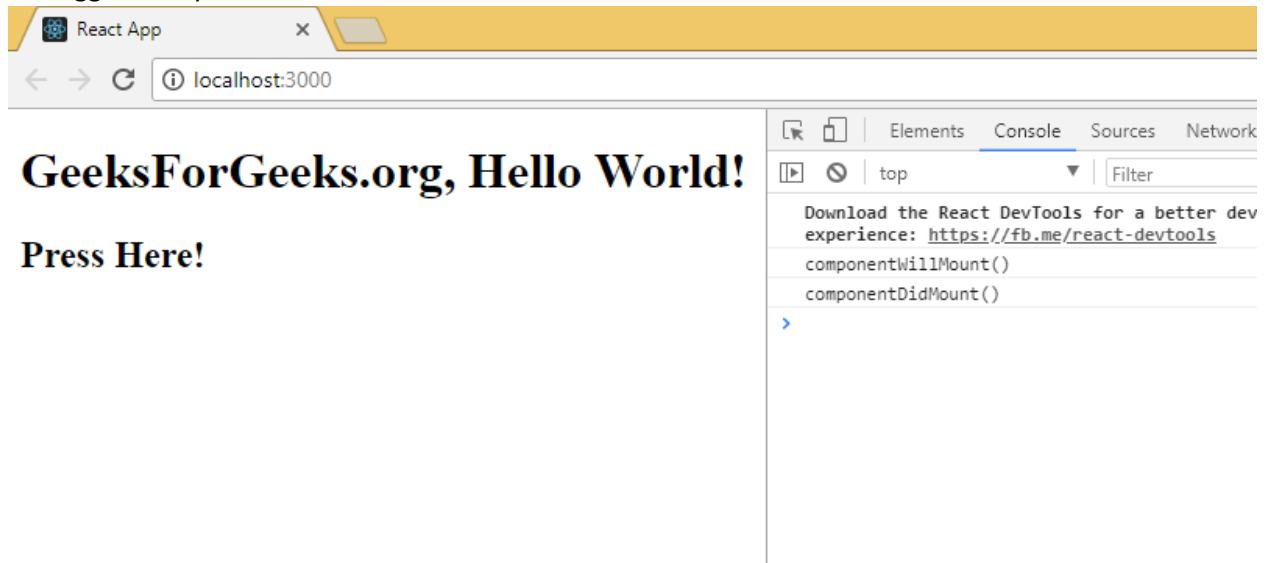 React App
localhost:3000
Elements Console Sources Network
top Filter
GeeksForGeeks.org, Hello World!
Press Here!
Download the React DevTools for a better dev
experience: https://fb.me/react-devtools
componentWillMount()
componentDidMount()
>